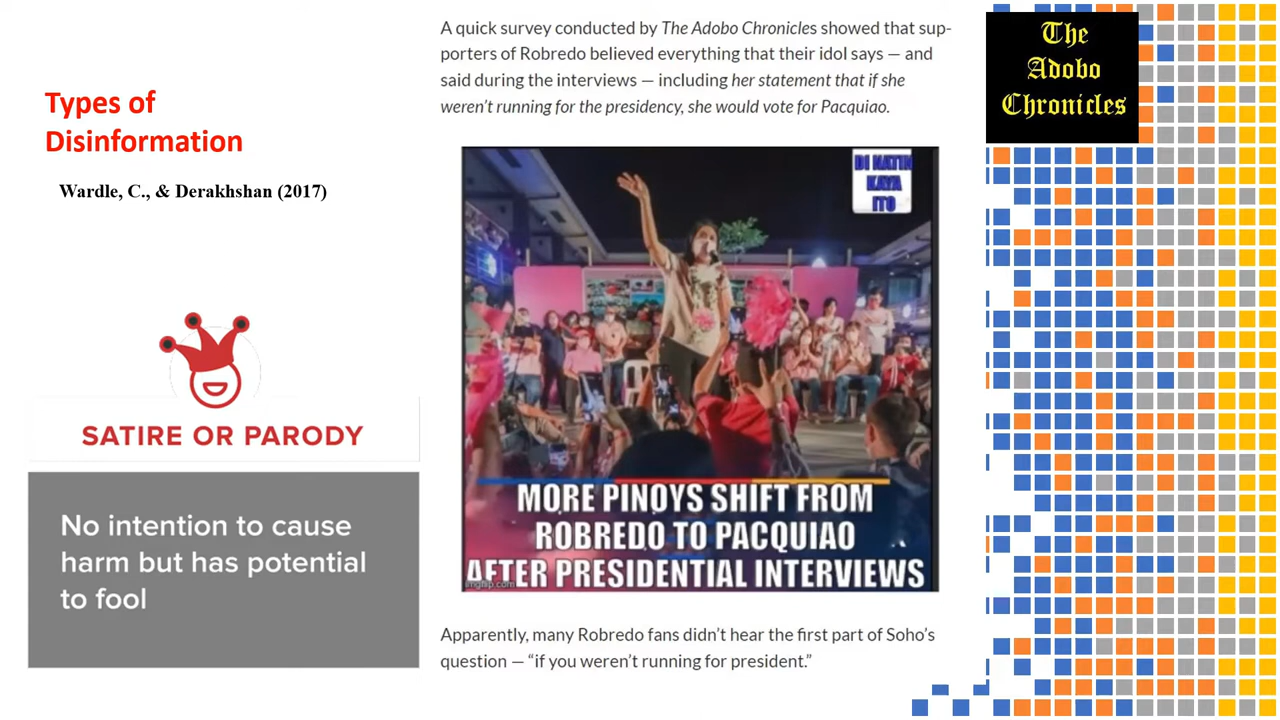 Types of
Disinformation
Wardle, C., & Derakhshan (2017)
SATIRE OR PARODY
No intention to cause
harm but has potential
to fool
A quick survey conducted by The Adobo Chronicles showed that sup-
porters of Robredo believed everything that their idol says — and
said during the interviews — including her statement that if she
weren't running for the presidency, she would vote for Pacquiao.
DI NATIN
KAYA
ITO
MORE PINOYS SHIFT FROM
ROBREDO TO PACQUIAO
AFTER PRESIDENTIAL INTERVIEWS
imgflip.com
Apparently, many Robredo fans didn't hear the first part of Soho's
question — “if you weren't running for president.”
The
Adobo
Chronicles